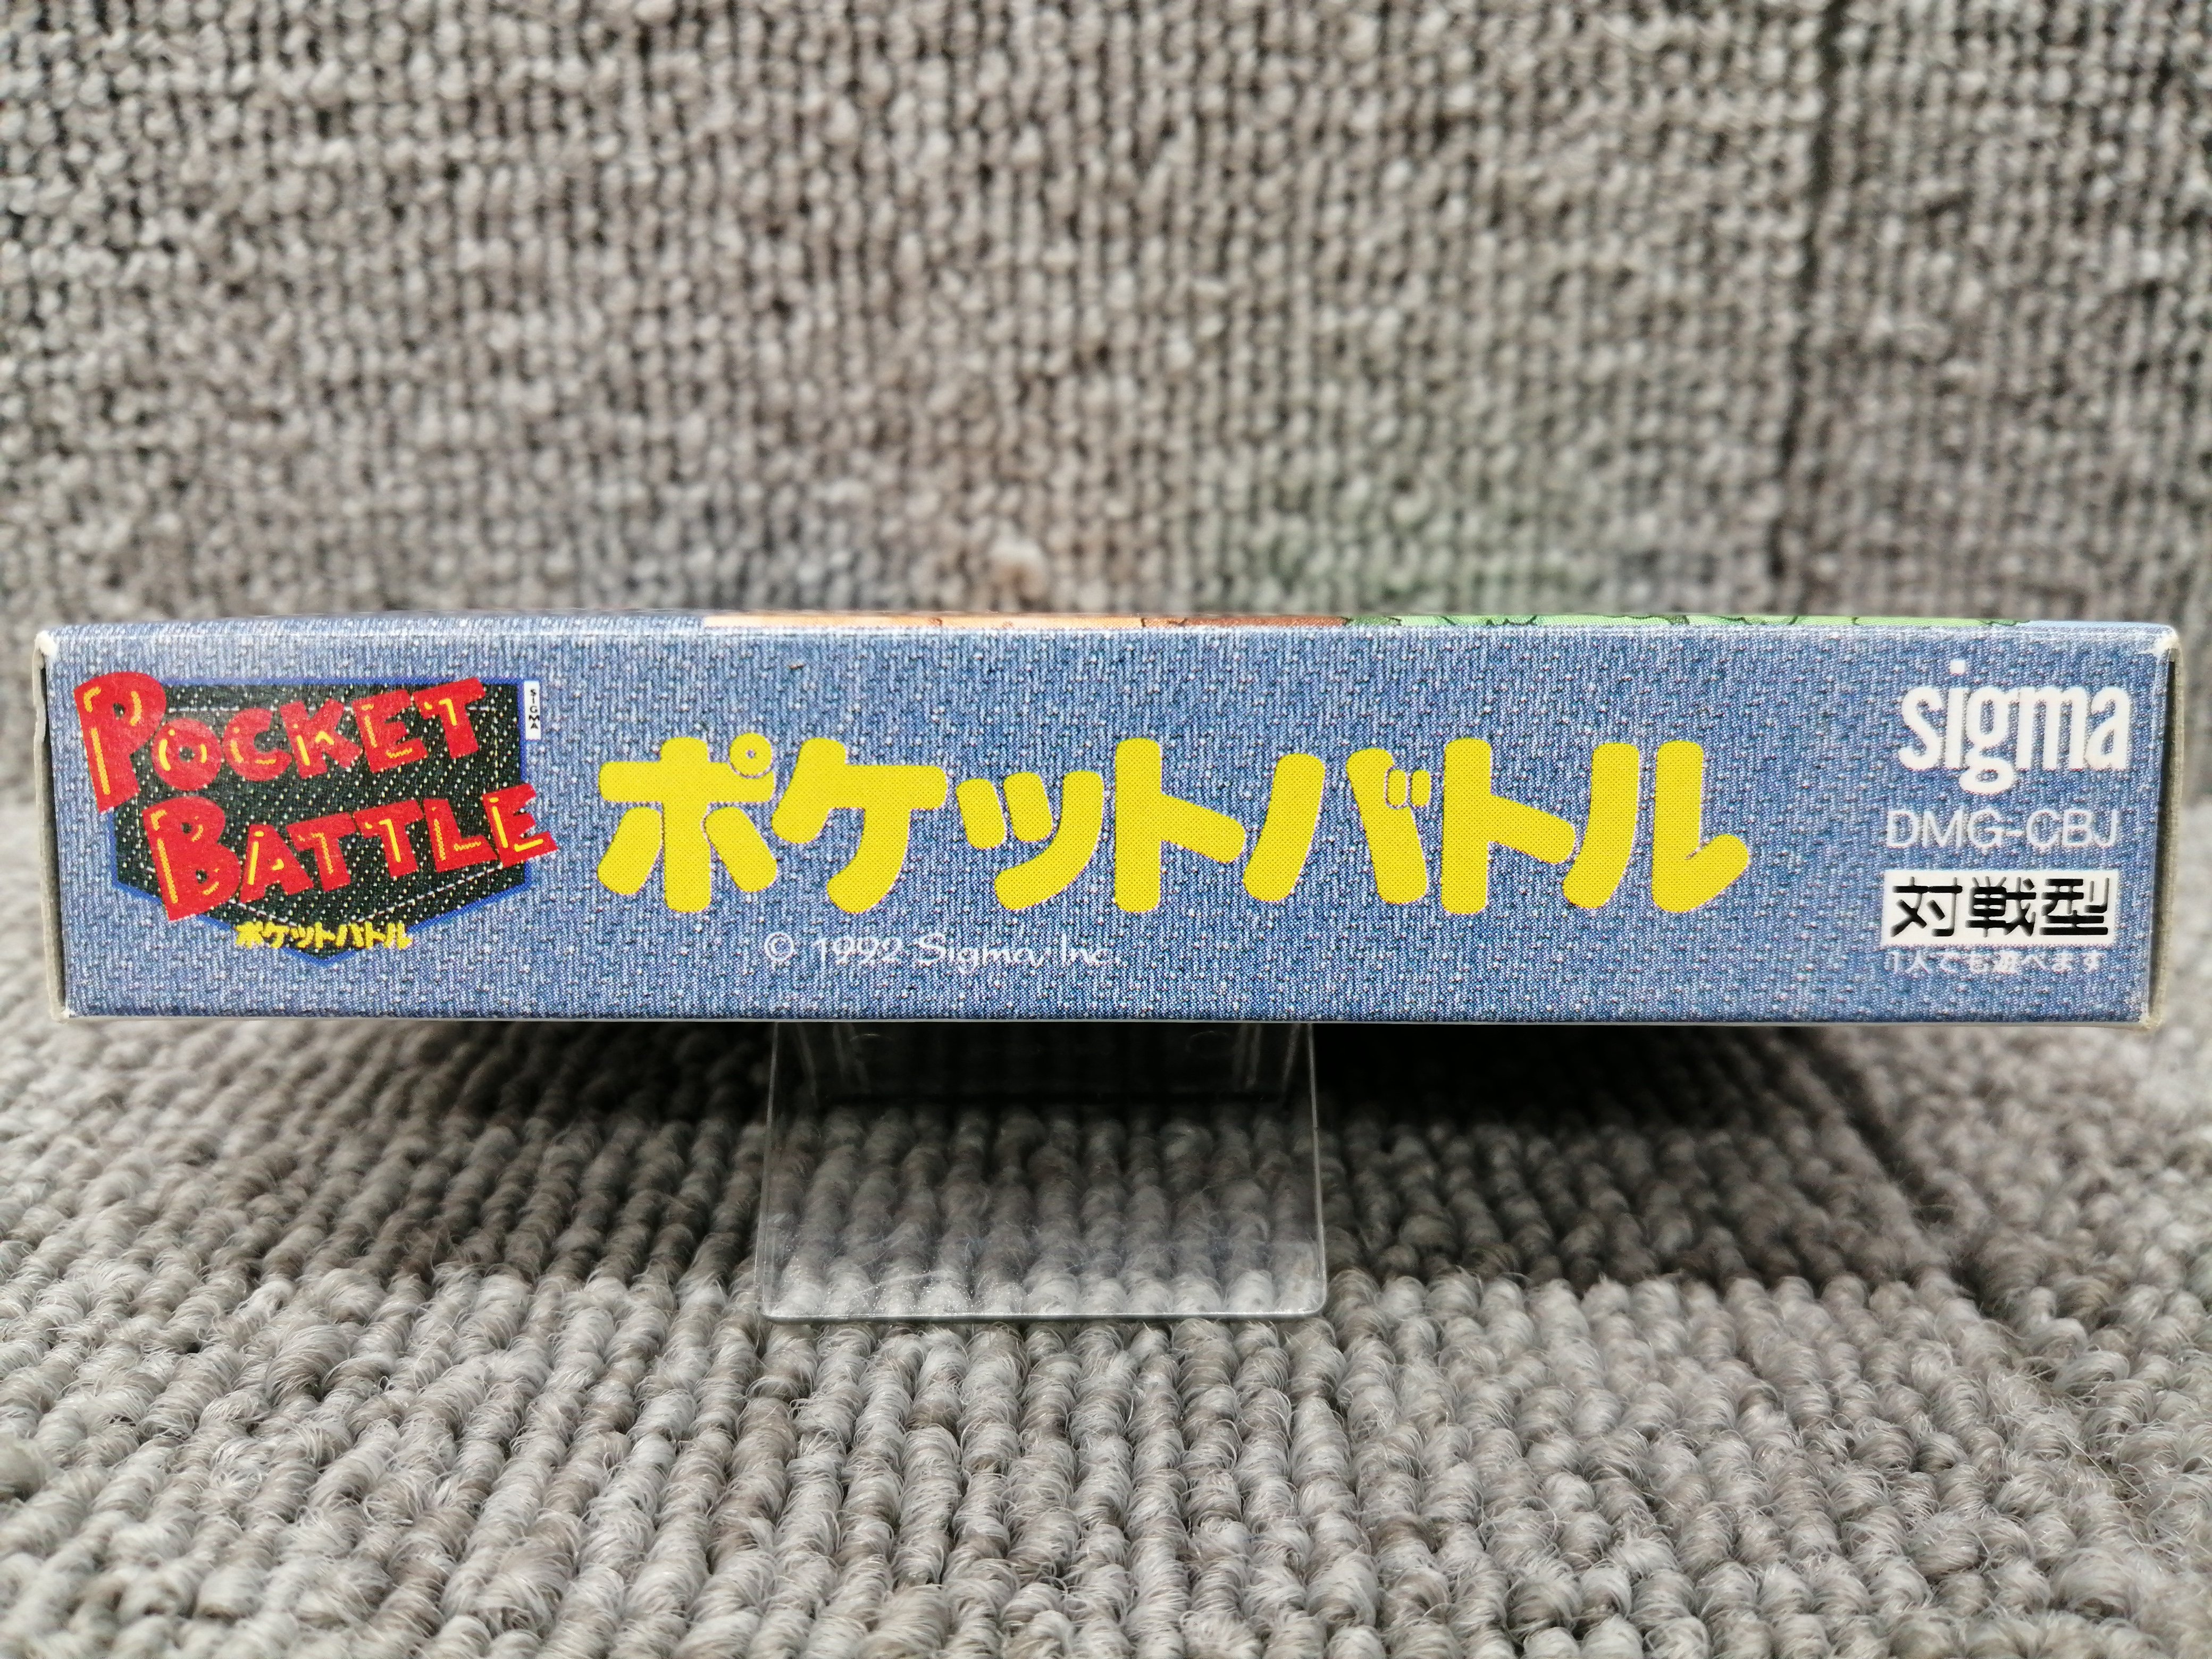 POCKET
BATTLE
SIGMA
ポケットバトル
ポケットバトル
© 1992 Sigma, Inc.
sigma
DMG-CBJ
対戦型
1人でも遊べます